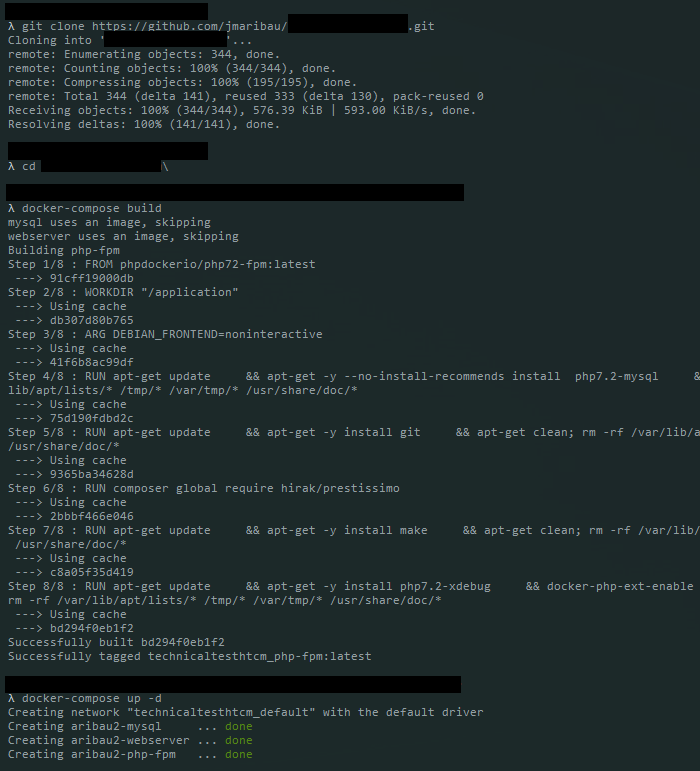 λ git clone https://github.com/jmaribau/ .git
Cloning into ' '...
remote: Enumerating objects: 344, done.
remote: Counting objects: 100% (344/344), done.
remote: Compressing objects: 100% (195/195), done.
remote: Total 344 (delta 141), reused 333 (delta 130), pack-reused 0
Receiving objects: 100% (344/344), 576.39 KiB | 593.00 KiB/s, done.
Resolving deltas: 100% (141/141), done.
λ cd \
λ docker-compose build
mysql uses an image, skipping
webserver uses an image, skipping
Building php-fpm
Step 1/8 : FROM phpdockerio/php72-fpm:latest
---> 91cff19000db
Step 2/8 : WORKDIR "/application"
---> Using cache
---> db307d80b765
Step 3/8 : ARG DEBIAN_FRONTEND=noninteractive
---> Using cache
---> 41f6b8ac99df
Step 4/8 : RUN apt-get update     && apt-get -y --no-install-recommends install  php7.2-mysql     &
lib/apt/lists/* /tmp/* /var/tmp/* /usr/share/doc/*
---> Using cache
---> 75d190fdbd2c
Step 5/8 : RUN apt-get update     && apt-get -y install git     && apt-get clean; rm -rf /var/lib/a
/usr/share/doc/*
---> Using cache
---> 9365ba34628d
Step 6/8 : RUN composer global require hirak/prestissimo
---> Using cache
---> 2bbbf466e046
Step 7/8 : RUN apt-get update     && apt-get -y install make     && apt-get clean; rm -rf /var/lib/
/usr/share/doc/*
---> Using cache
---> c8a05f35d419
Step 8/8 : RUN apt-get update     && apt-get -y install php7.2-xdebug     && docker-php-ext-enable
rm -rf /var/lib/apt/lists/* /tmp/* /var/tmp/* /usr/share/doc/*
---> Using cache
---> bd294f0eb1f2
Successfully built bd294f0eb1f2
Successfully tagged technicaltesthtcm_php-fpm:latest
λ docker-compose up -d
Creating network "technicaltesthtcm_default" with the default driver
Creating aribau2-mysql     ... done
Creating aribau2-webserver ... done
Creating aribau2-php-fpm   ... done